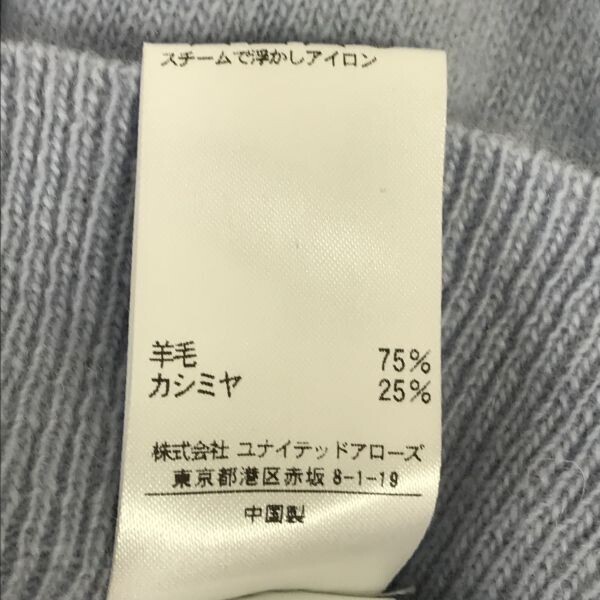 スチームで浮かしアイロン
羊毛 75%
カシミヤ 25%
株式会社 ユナイテッドアローズ
東京都港区赤坂 8-1-19
中国製